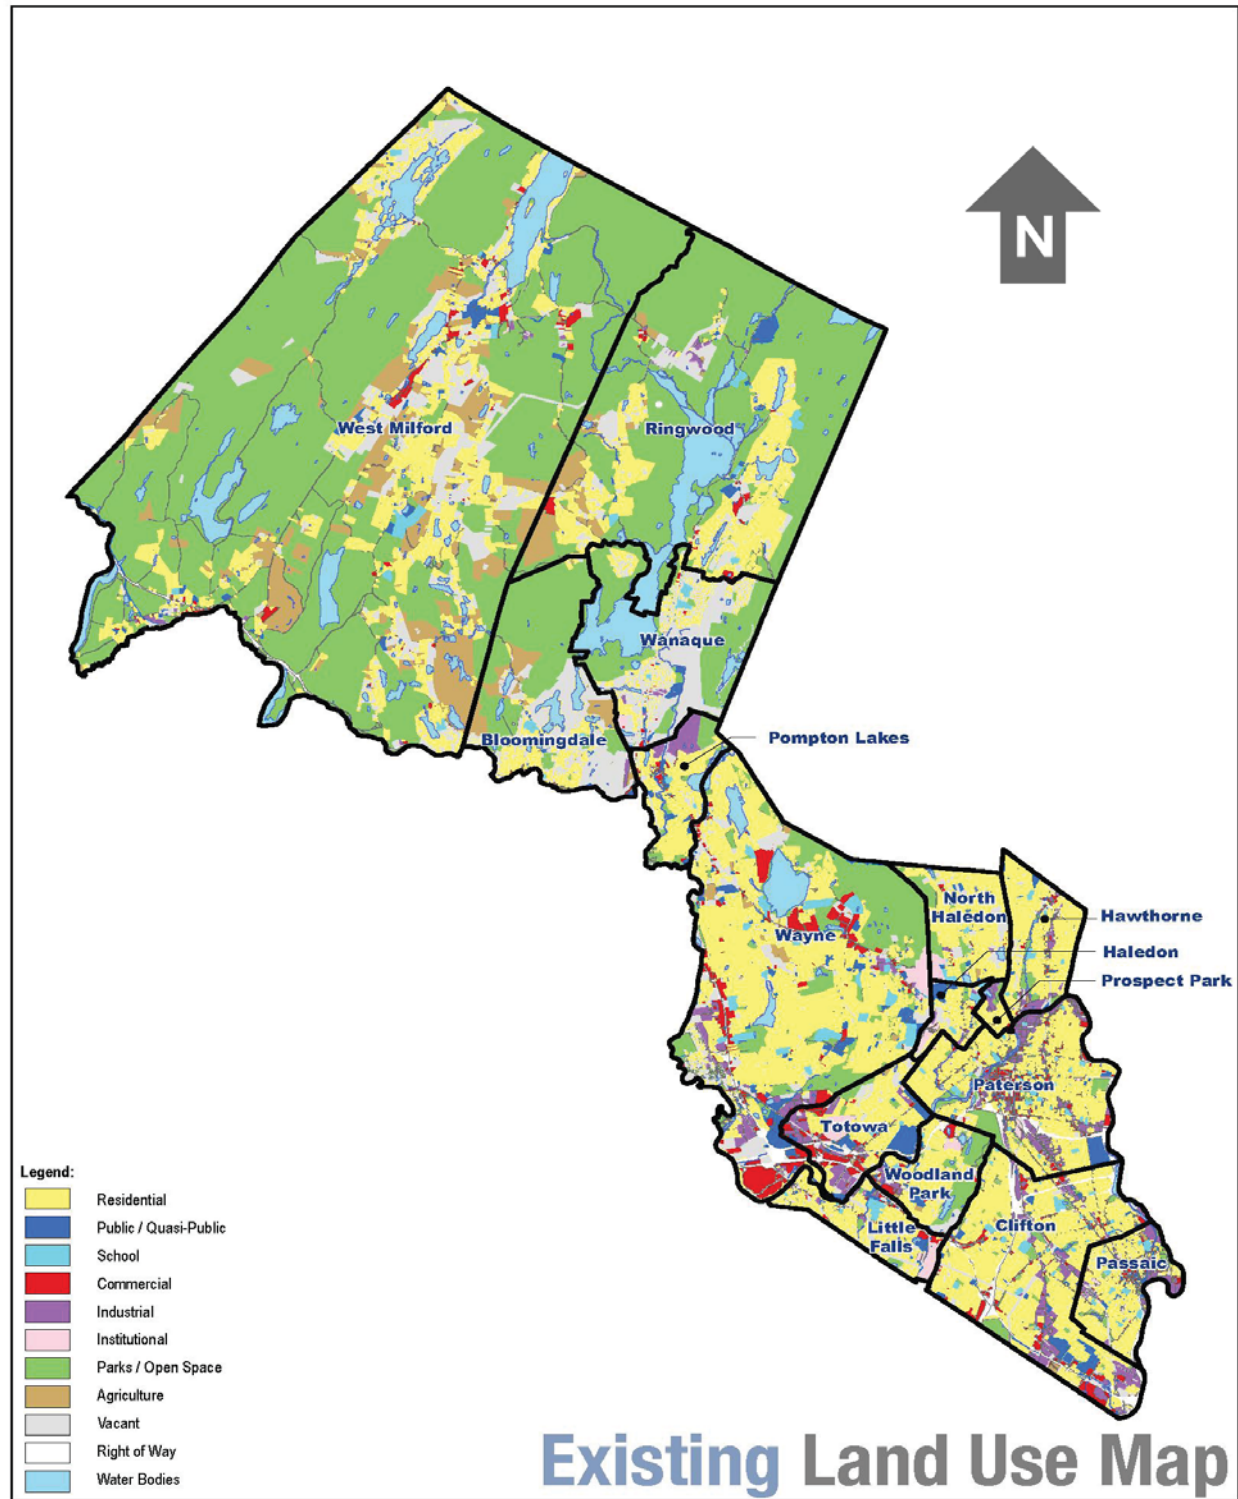 N
West Milford
Ringwood
Wanaque
Bloomingdale
Pompton Lakes
North
Haledon
Wayne
Hawthorne
Haledon
Prospect Park
Paterson
Totowa
Woodland
Park
Little
Falls
Clifton
Passaic
Legend:
Residential
Public / Quasi-Public
School
Commercial
Industrial
Institutional
Parks / Open Space
Agriculture
Vacant
Right of Way
Water Bodies
Existing Land Use Map